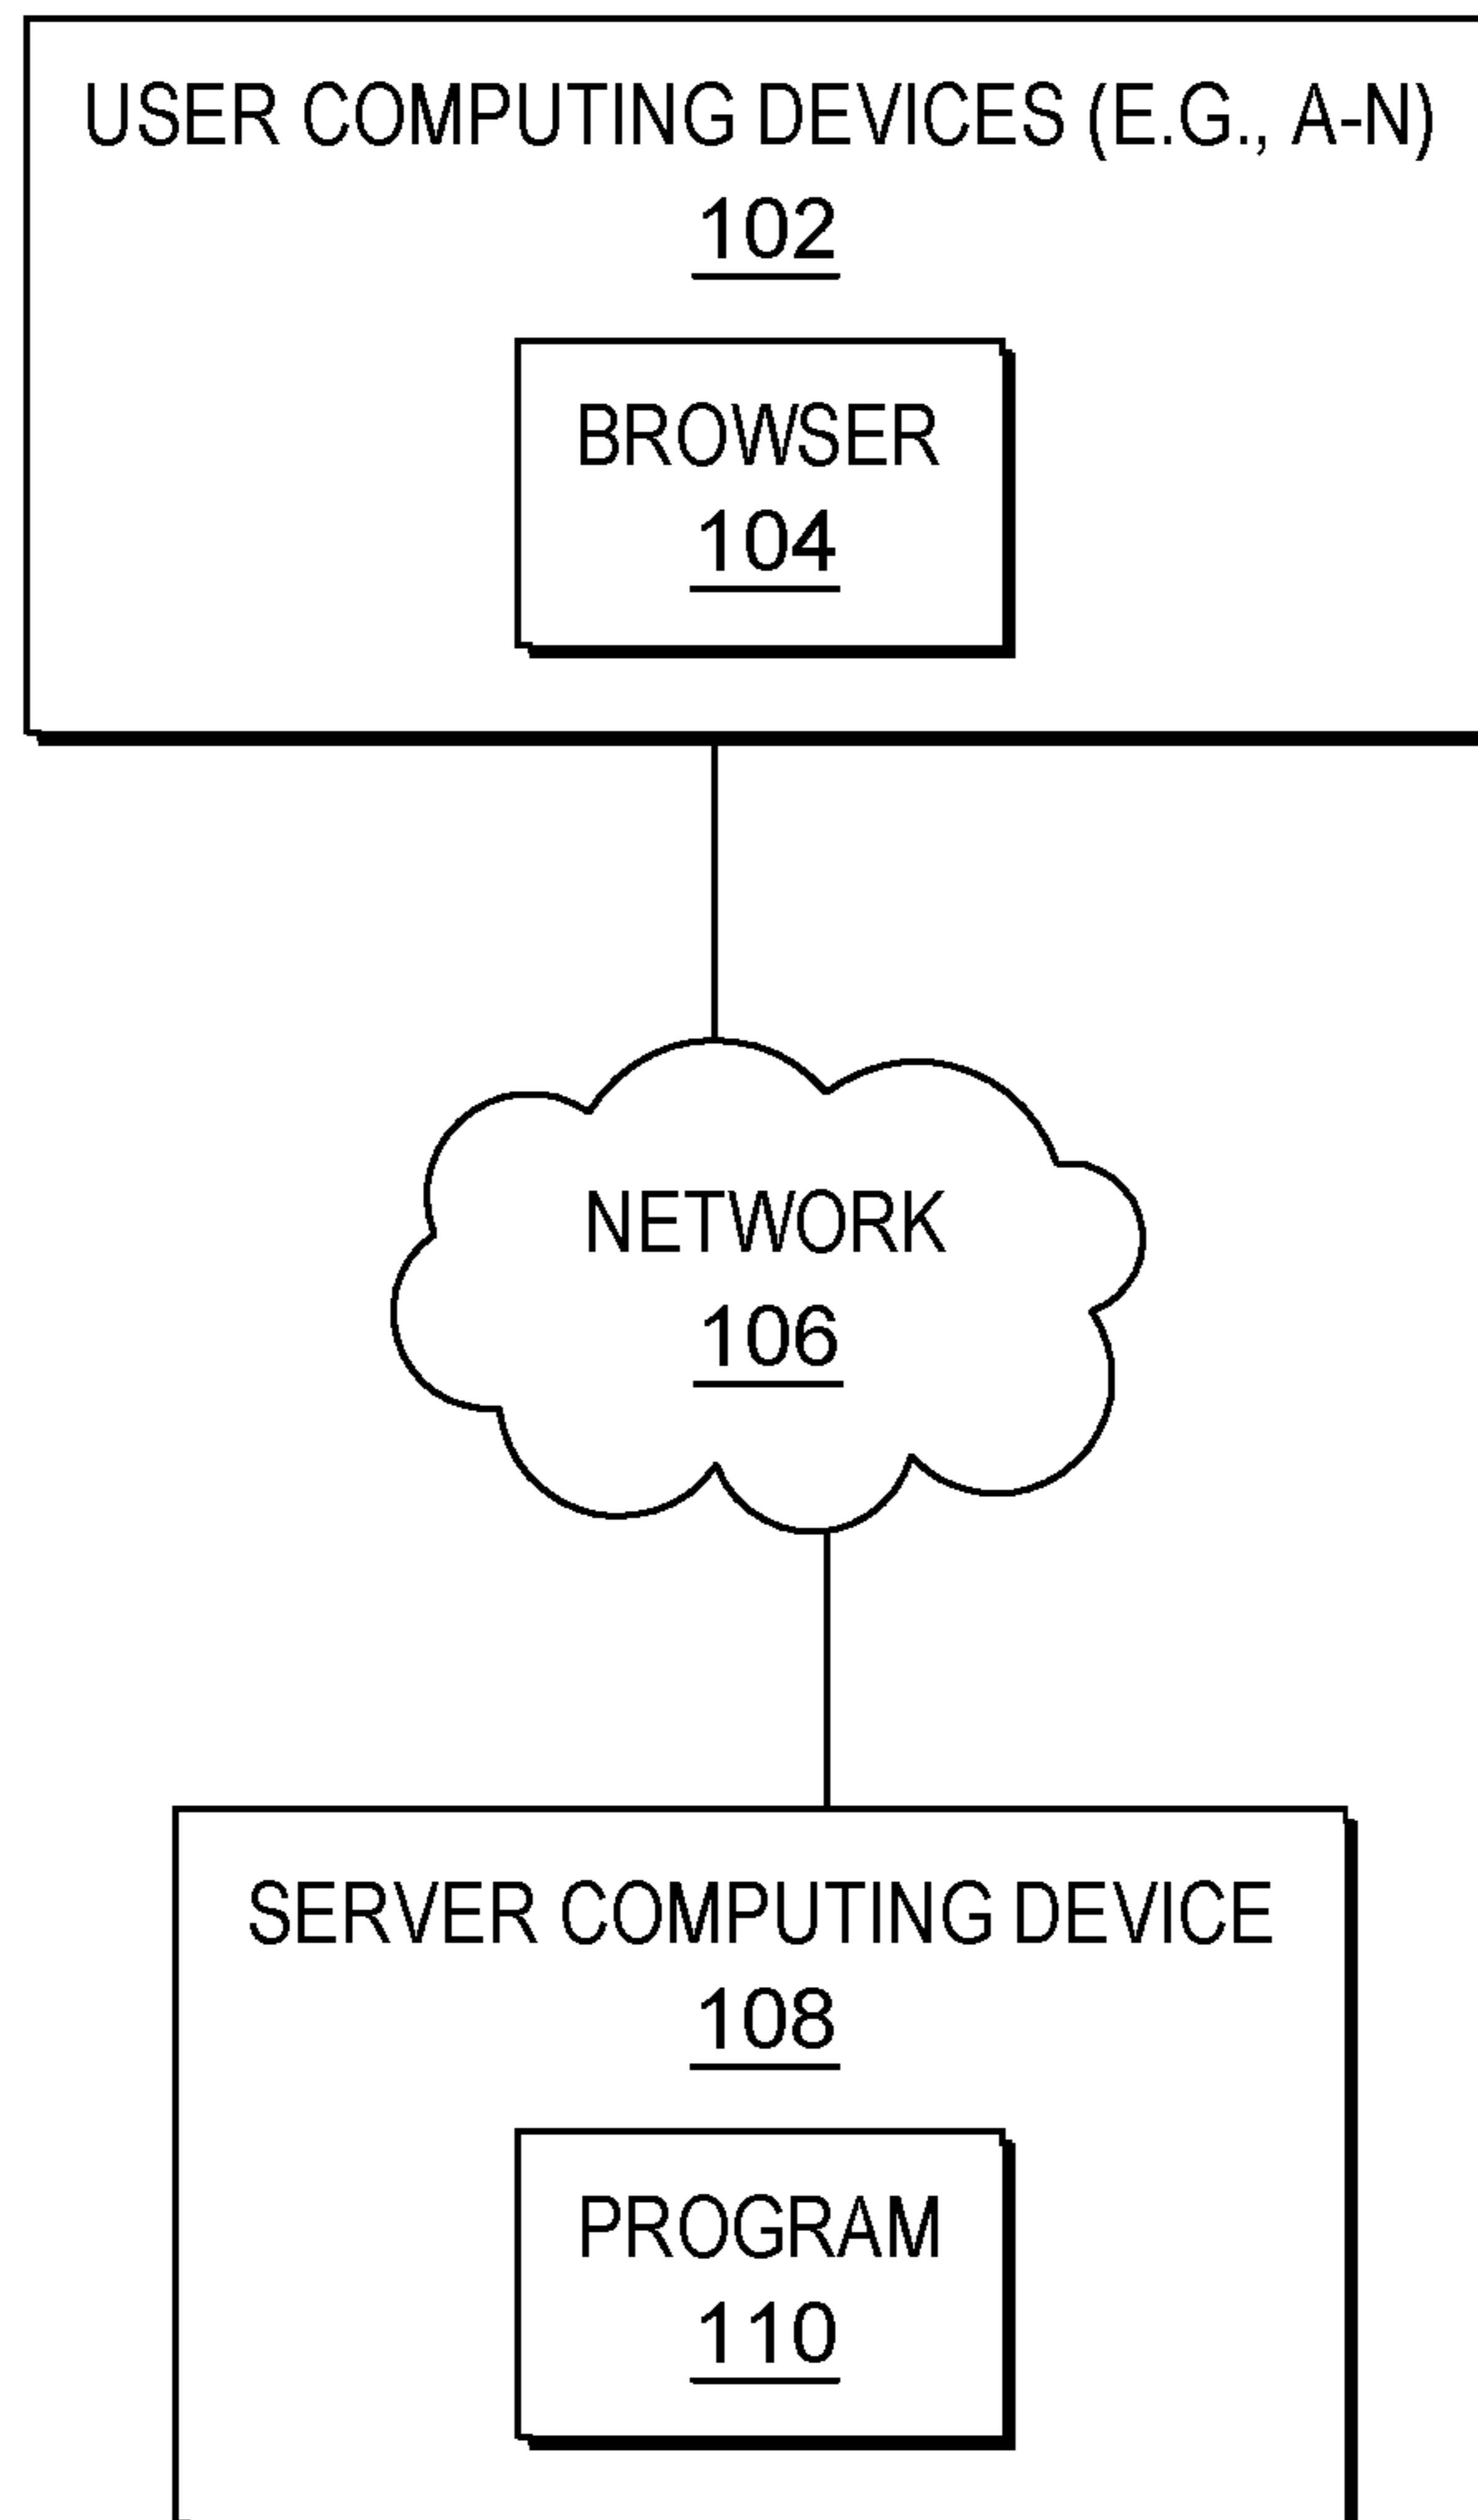 USER COMPUTING DEVICES (E.G., A-N)
102
BROWSER
104
NETWORK
106
SERVER COMPUTING DEVICE
108
PROGRAM
110